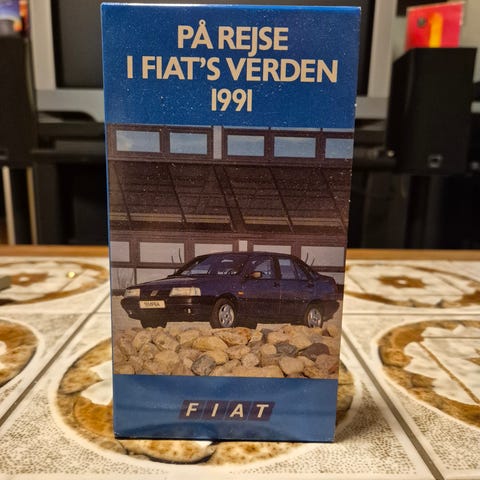 PÅ REJSE
I FIAT'S VERDEN
1991
TEMPRA
FIAT